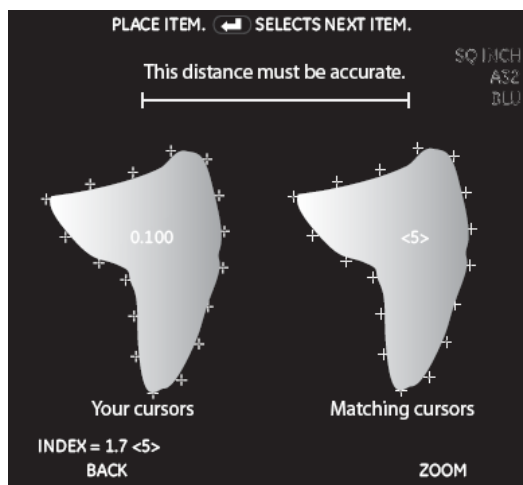 PLACE ITEM. SELECTS NEXT ITEM.
This distance must be accurate.
SQ INCH
A32
BLU
0.100
<5>
Your cursors
Matching cursors
INDEX = 1.7 <5>
BACK
ZOOM